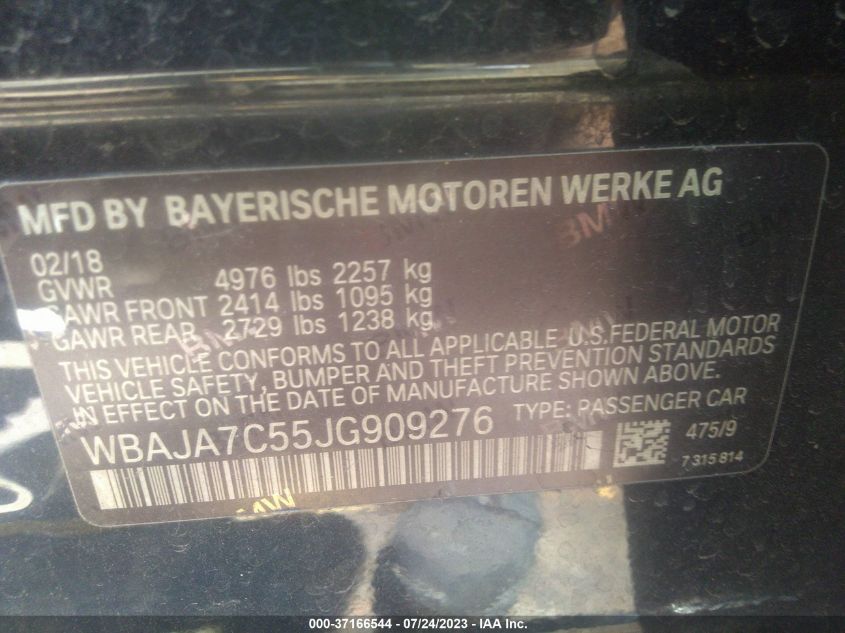 MFD BY BAYERISCHE MOTOREN WERKE AG
02/18
GVWR 4976 lbs 2257 kg
GAWR FRONT 2414 lbs 1095 kg
GAWR REAR 2729 lbs 1238 kg
THIS VEHICLE CONFORMS TO ALL APPLICABLE U.S.FEDERAL MOTOR
VEHICLE SAFETY, BUMPER AND THEFT PREVENTION STANDARDS
IN EFFECT ON THE DATE OF MANUFACTURE SHOWN ABOVE.
WBAJA7C55JG909276 TYPE: PASSENGER CAR
475/9
7 315 814
BMW
000-37166544 - 07/24/2023 - IAA Inc.